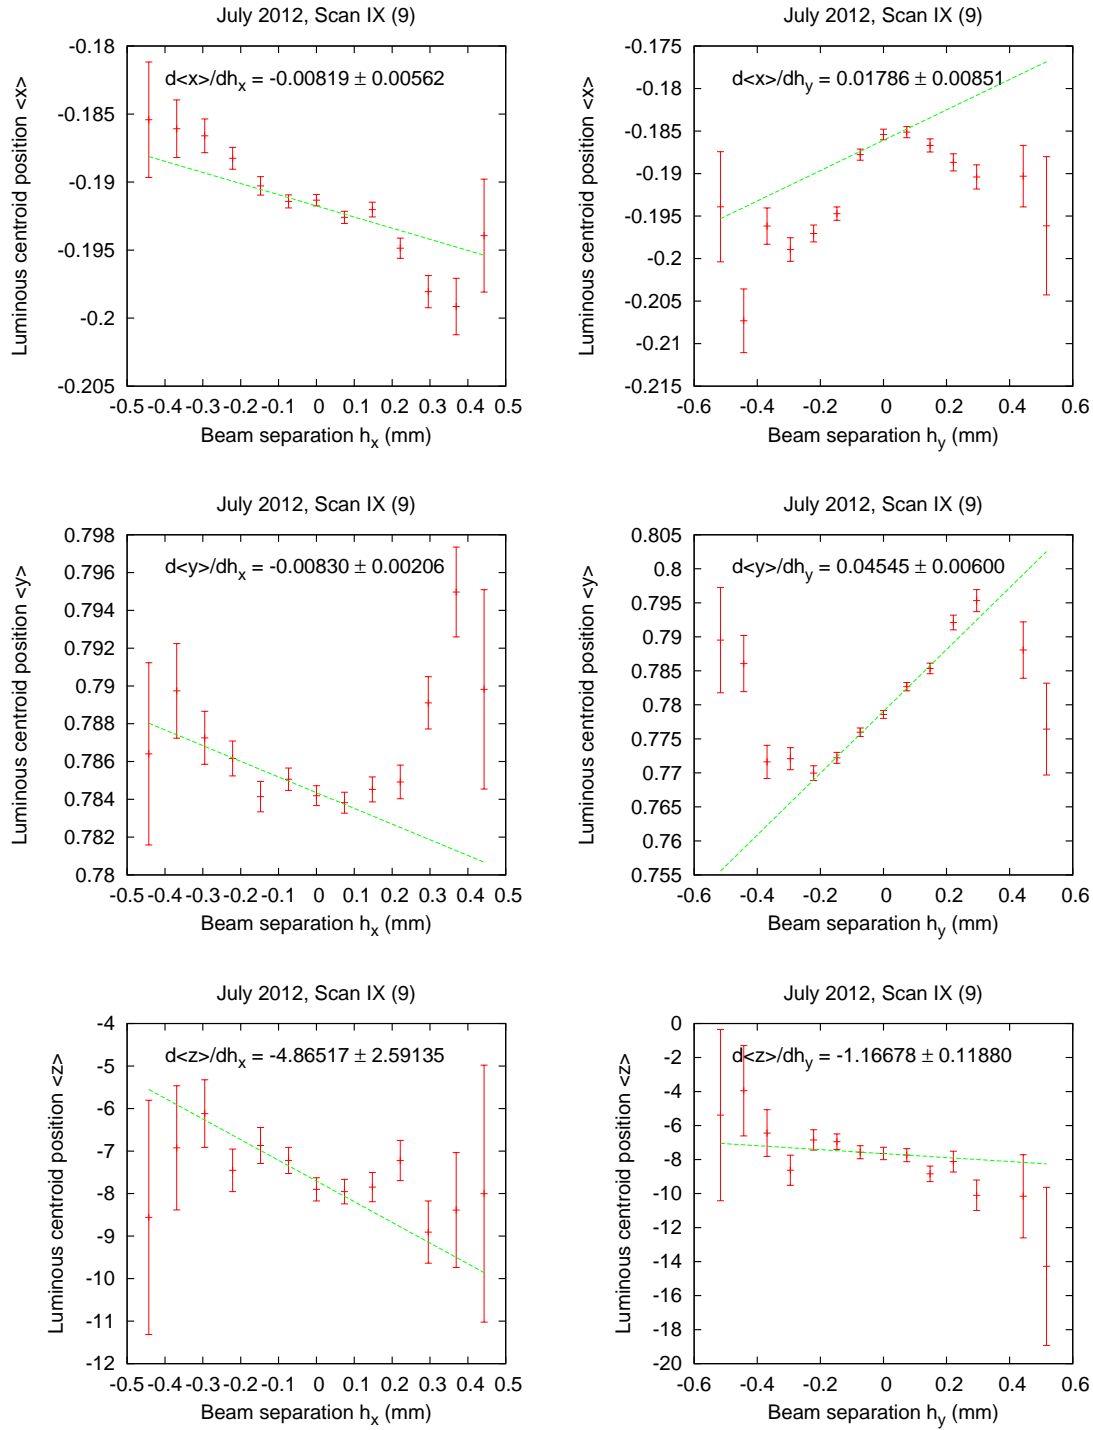 July 2012, Scan IX (9)
d<x>/dh_x = -0.00819 ± 0.00562
Luminous centroid position <x>
-0.18
-0.185
-0.19
-0.195
-0.2
-0.205
-0.5 -0.4 -0.3 -0.2 -0.1 0 0.1 0.2 0.3 0.4 0.5
Beam separation h_x (mm)
July 2012, Scan IX (9)
d<x>/dh_y = 0.01786 ± 0.00851
Luminous centroid position <x>
-0.175
-0.18
-0.185
-0.19
-0.195
-0.2
-0.205
-0.21
-0.215
-0.6 -0.4 -0.2 0 0.2 0.4 0.6
Beam separation h_y (mm)
July 2012, Scan IX (9)
d<y>/dh_x = -0.00830 ± 0.00206
Luminous centroid position <y>
0.798
0.796
0.794
0.792
0.79
0.788
0.786
0.784
0.782
0.78
-0.5 -0.4 -0.3 -0.2 -0.1 0 0.1 0.2 0.3 0.4 0.5
Beam separation h_x (mm)
July 2012, Scan IX (9)
d<y>/dh_y = 0.04545 ± 0.00600
Luminous centroid position <y>
0.805
0.8
0.795
0.79
0.785
0.78
0.775
0.77
0.765
0.76
0.755
-0.6 -0.4 -0.2 0 0.2 0.4 0.6
Beam separation h_y (mm)
July 2012, Scan IX (9)
d<z>/dh_x = -4.86517 ± 2.59135
Luminous centroid position <z>
-4
-5
-6
-7
-8
-9
-10
-11
-12
-0.5 -0.4 -0.3 -0.2 -0.1 0 0.1 0.2 0.3 0.4 0.5
Beam separation h_x (mm)
July 2012, Scan IX (9)
d<z>/dh_y = -1.16678 ± 0.11880
Luminous centroid position <z>
0
-2
-4
-6
-8
-10
-12
-14
-16
-18
-20
-0.6 -0.4 -0.2 0 0.2 0.4 0.6
Beam separation h_y (mm)